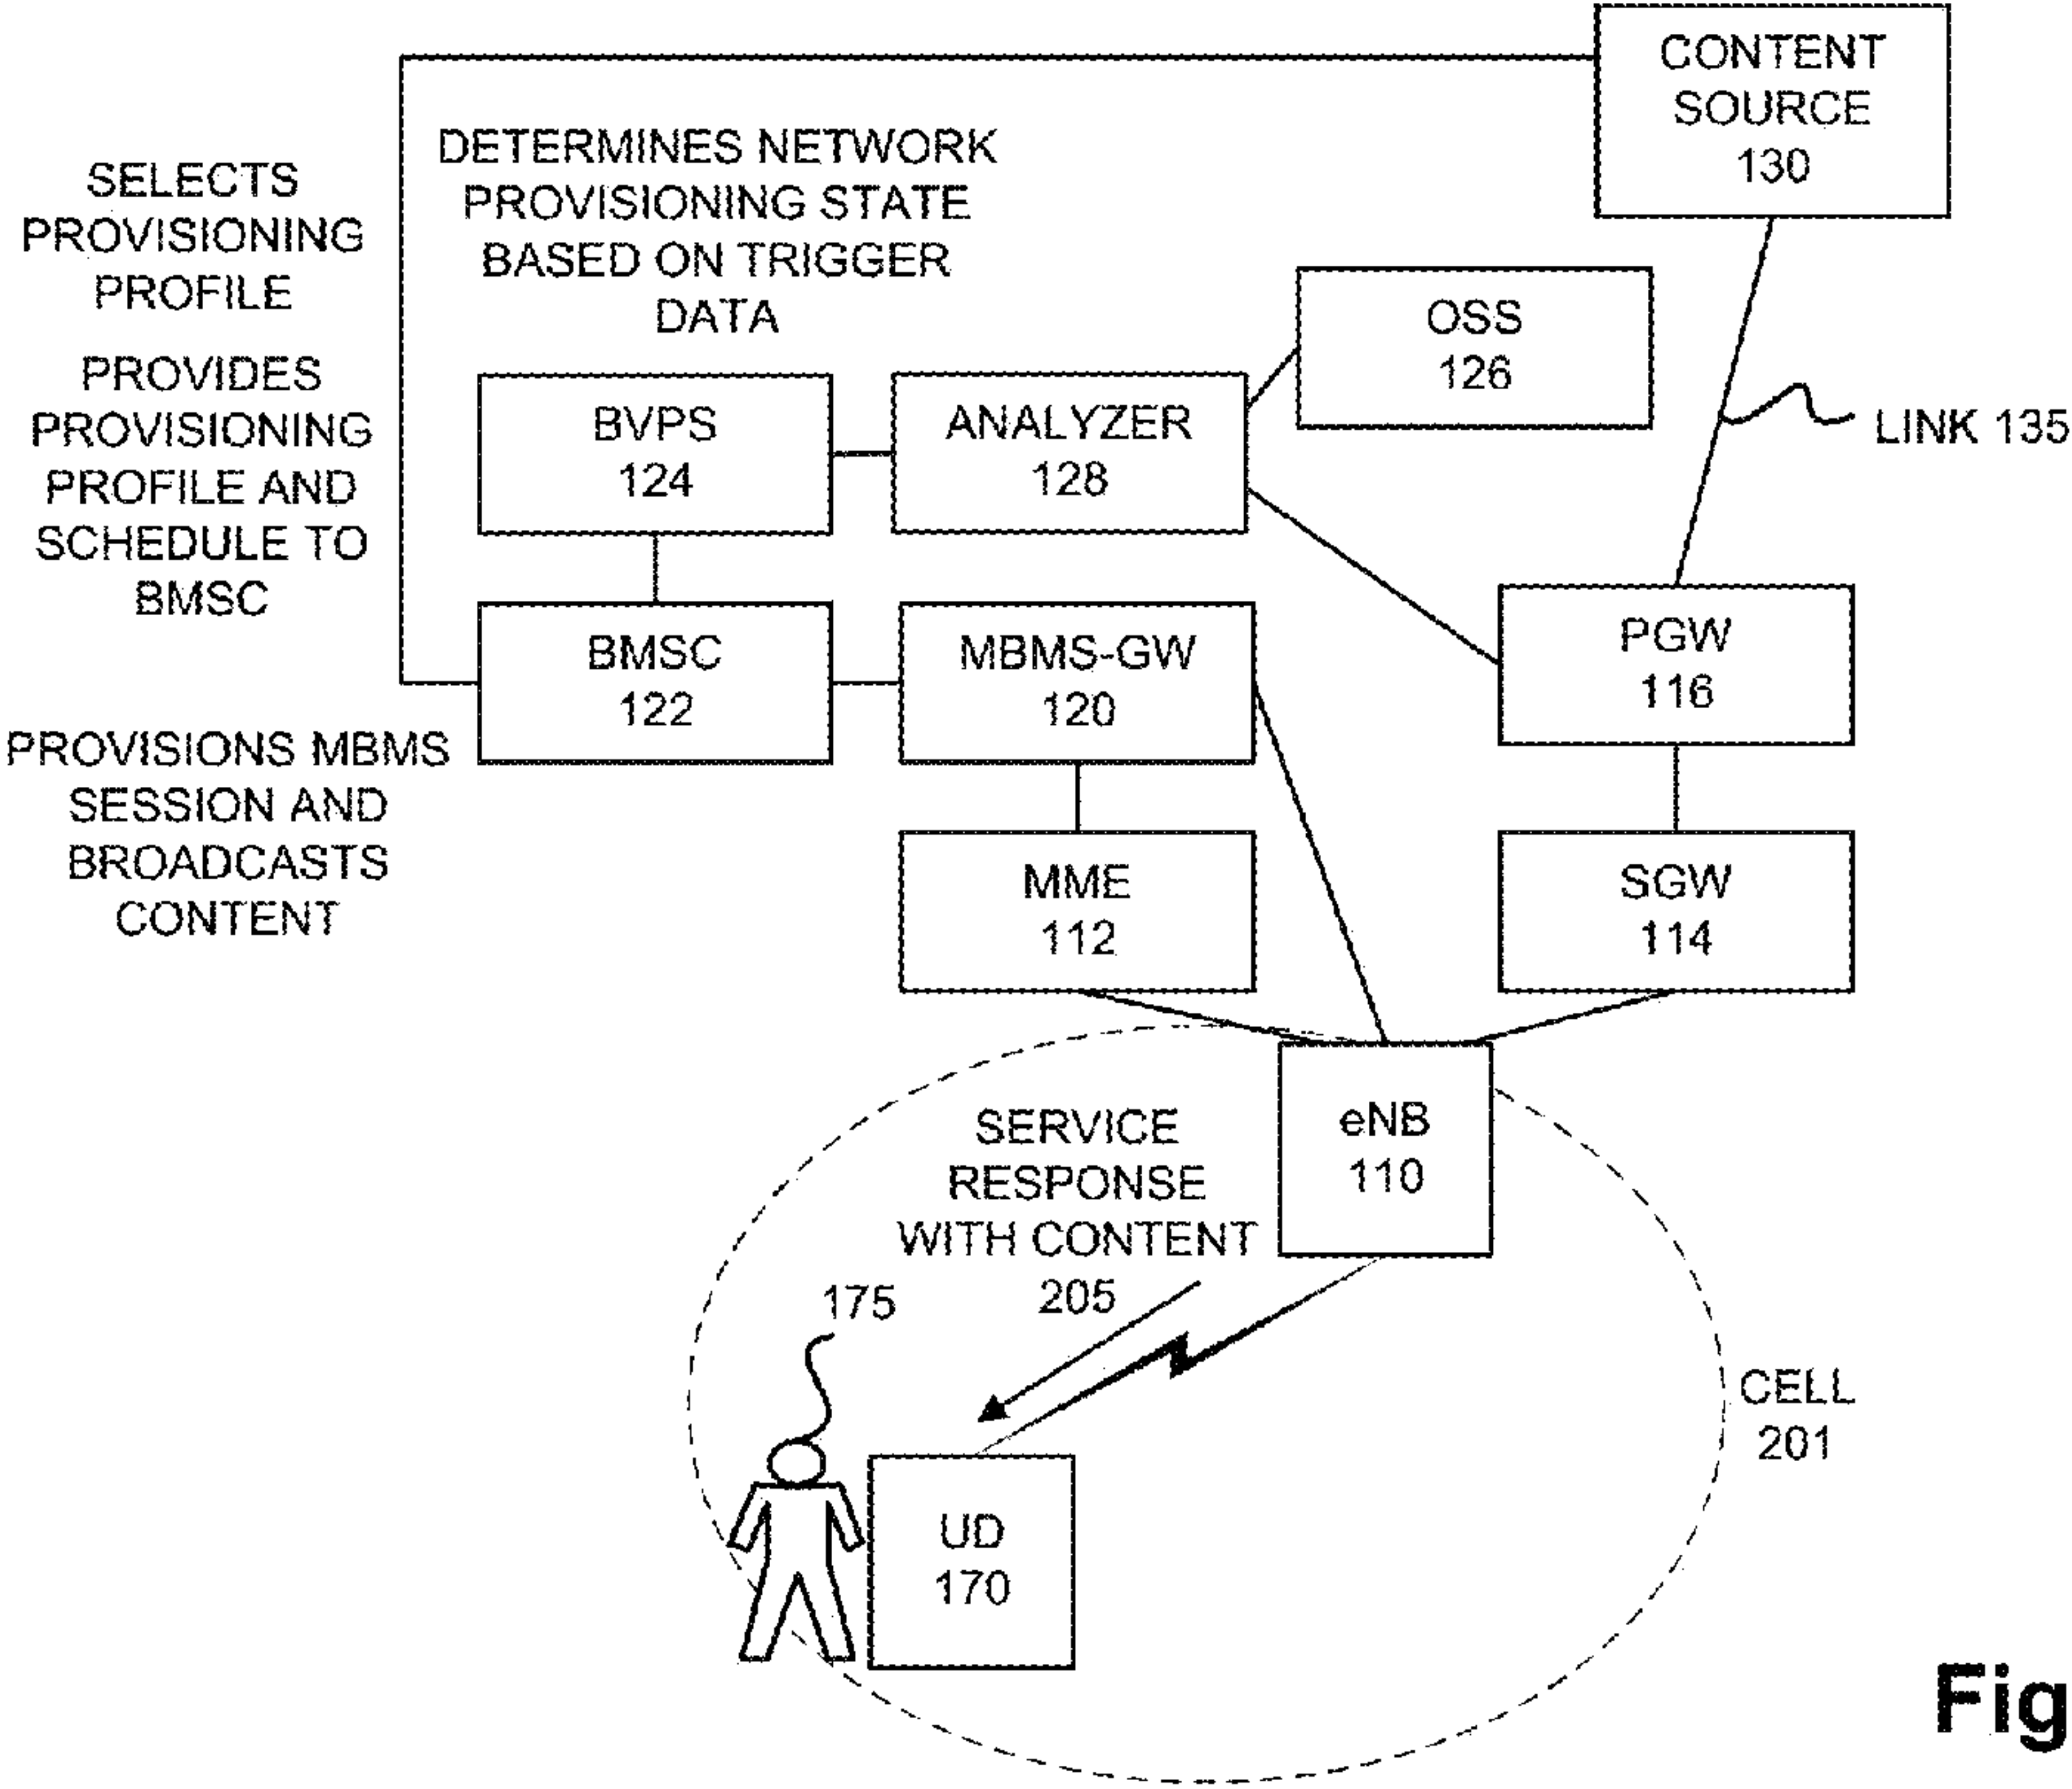 CONTENT
SOURCE
130
DETERMINES NETWORK
PROVISIONING STATE
BASED ON TRIGGER
DATA
SELECTS
PROVISIONING
PROFILE
PROVIDES
PROVISIONING
PROFILE AND
SCHEDULE TO
BMSC
OSS
126
LINK 135
BVPS
124
ANALYZER
128
BMSC
122
MBMS-GW
120
PGW
116
PROVISIONS MBMS
SESSION AND
BROADCASTS
CONTENT
MME
112
SGW
114
eNB
110
SERVICE
RESPONSE
WITH CONTENT
205
175
CELL
201
UD
170
Fig